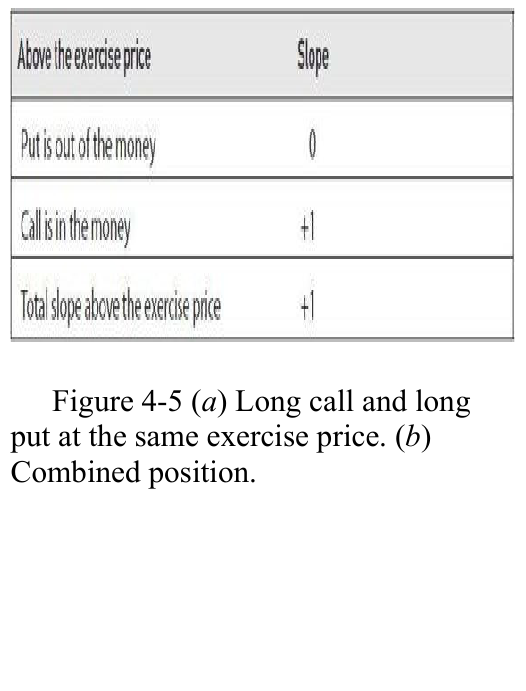 Above the exercise price Slope
Put is out of the money 0
Call is in the money +1
Total slope above the exercise price +1
Figure 4-5 (a) Long call and long
put at the same exercise price. (b)
Combined position.